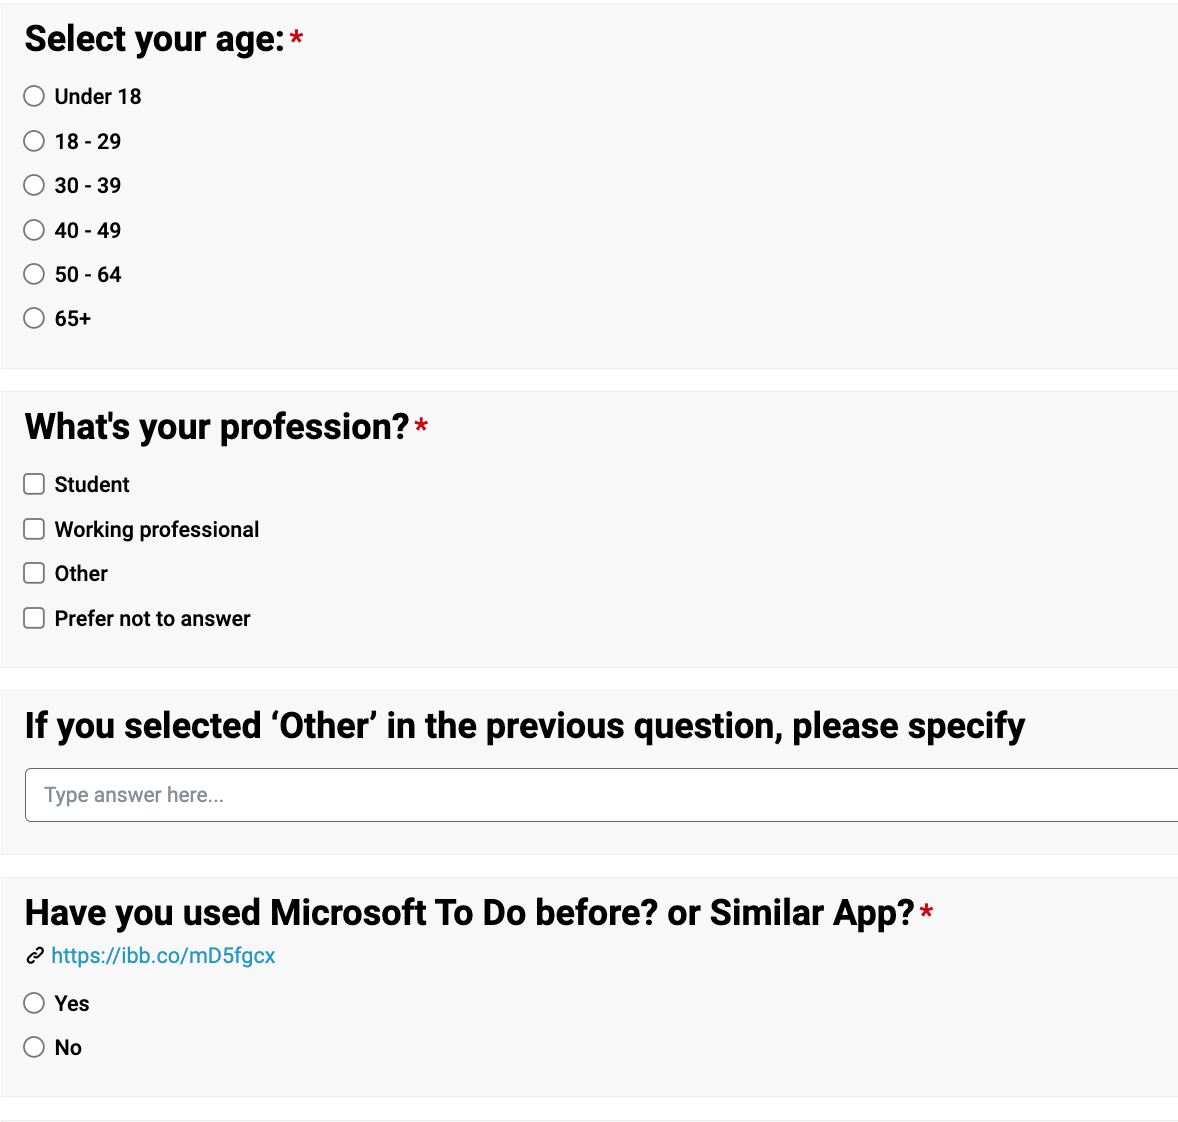 Select your age:*
Under 18
18 - 29
30 - 39
40 - 49
50 - 64
65+
What's your profession?*
Student
Working professional
Other
Prefer not to answer
If you selected ‘Other’ in the previous question, please specify
Type answer here...
Have you used Microsoft To Do before? or Similar App?*
https://ibb.co/mD5fgcx
Yes
No